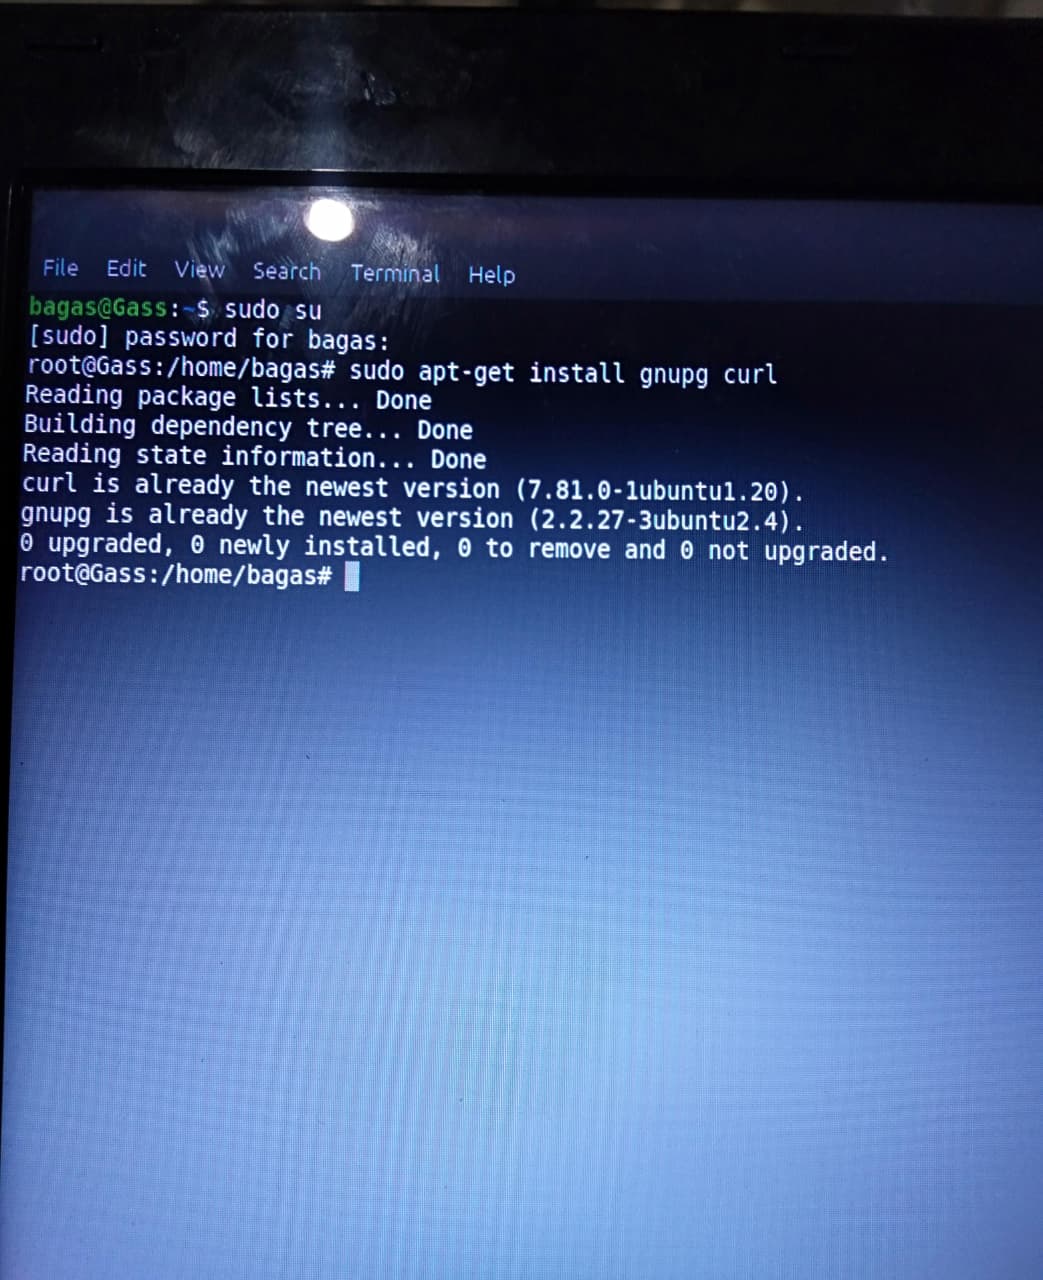 File Edit View Search Terminal Help
bagas@Gass:~$ sudo su
[sudo] password for bagas:
root@Gass:/home/bagas# sudo apt-get install gnupg curl
Reading package lists... Done
Building dependency tree... Done
Reading state information... Done
curl is already the newest version (7.81.0-1ubuntu1.20).
gnupg is already the newest version (2.2.27-3ubuntu2.4).
0 upgraded, 0 newly installed, 0 to remove and 0 not upgraded.
root@Gass:/home/bagas#